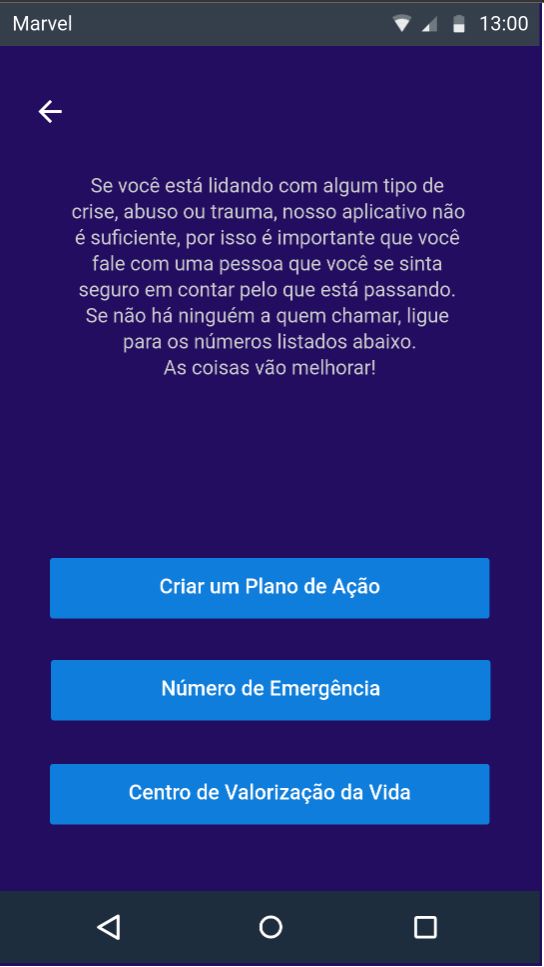 Marvel 13:00
Se você está lidando com algum tipo de
crise, abuso ou trauma, nosso aplicativo não
é suficiente, por isso é importante que você
fale com uma pessoa que você se sinta
seguro em contar pelo que está passando.
Se não há ninguém a quem chamar, ligue
para os números listados abaixo.
As coisas vão melhorar!
Criar um Plano de Ação
Número de Emergência
Centro de Valorização da Vida